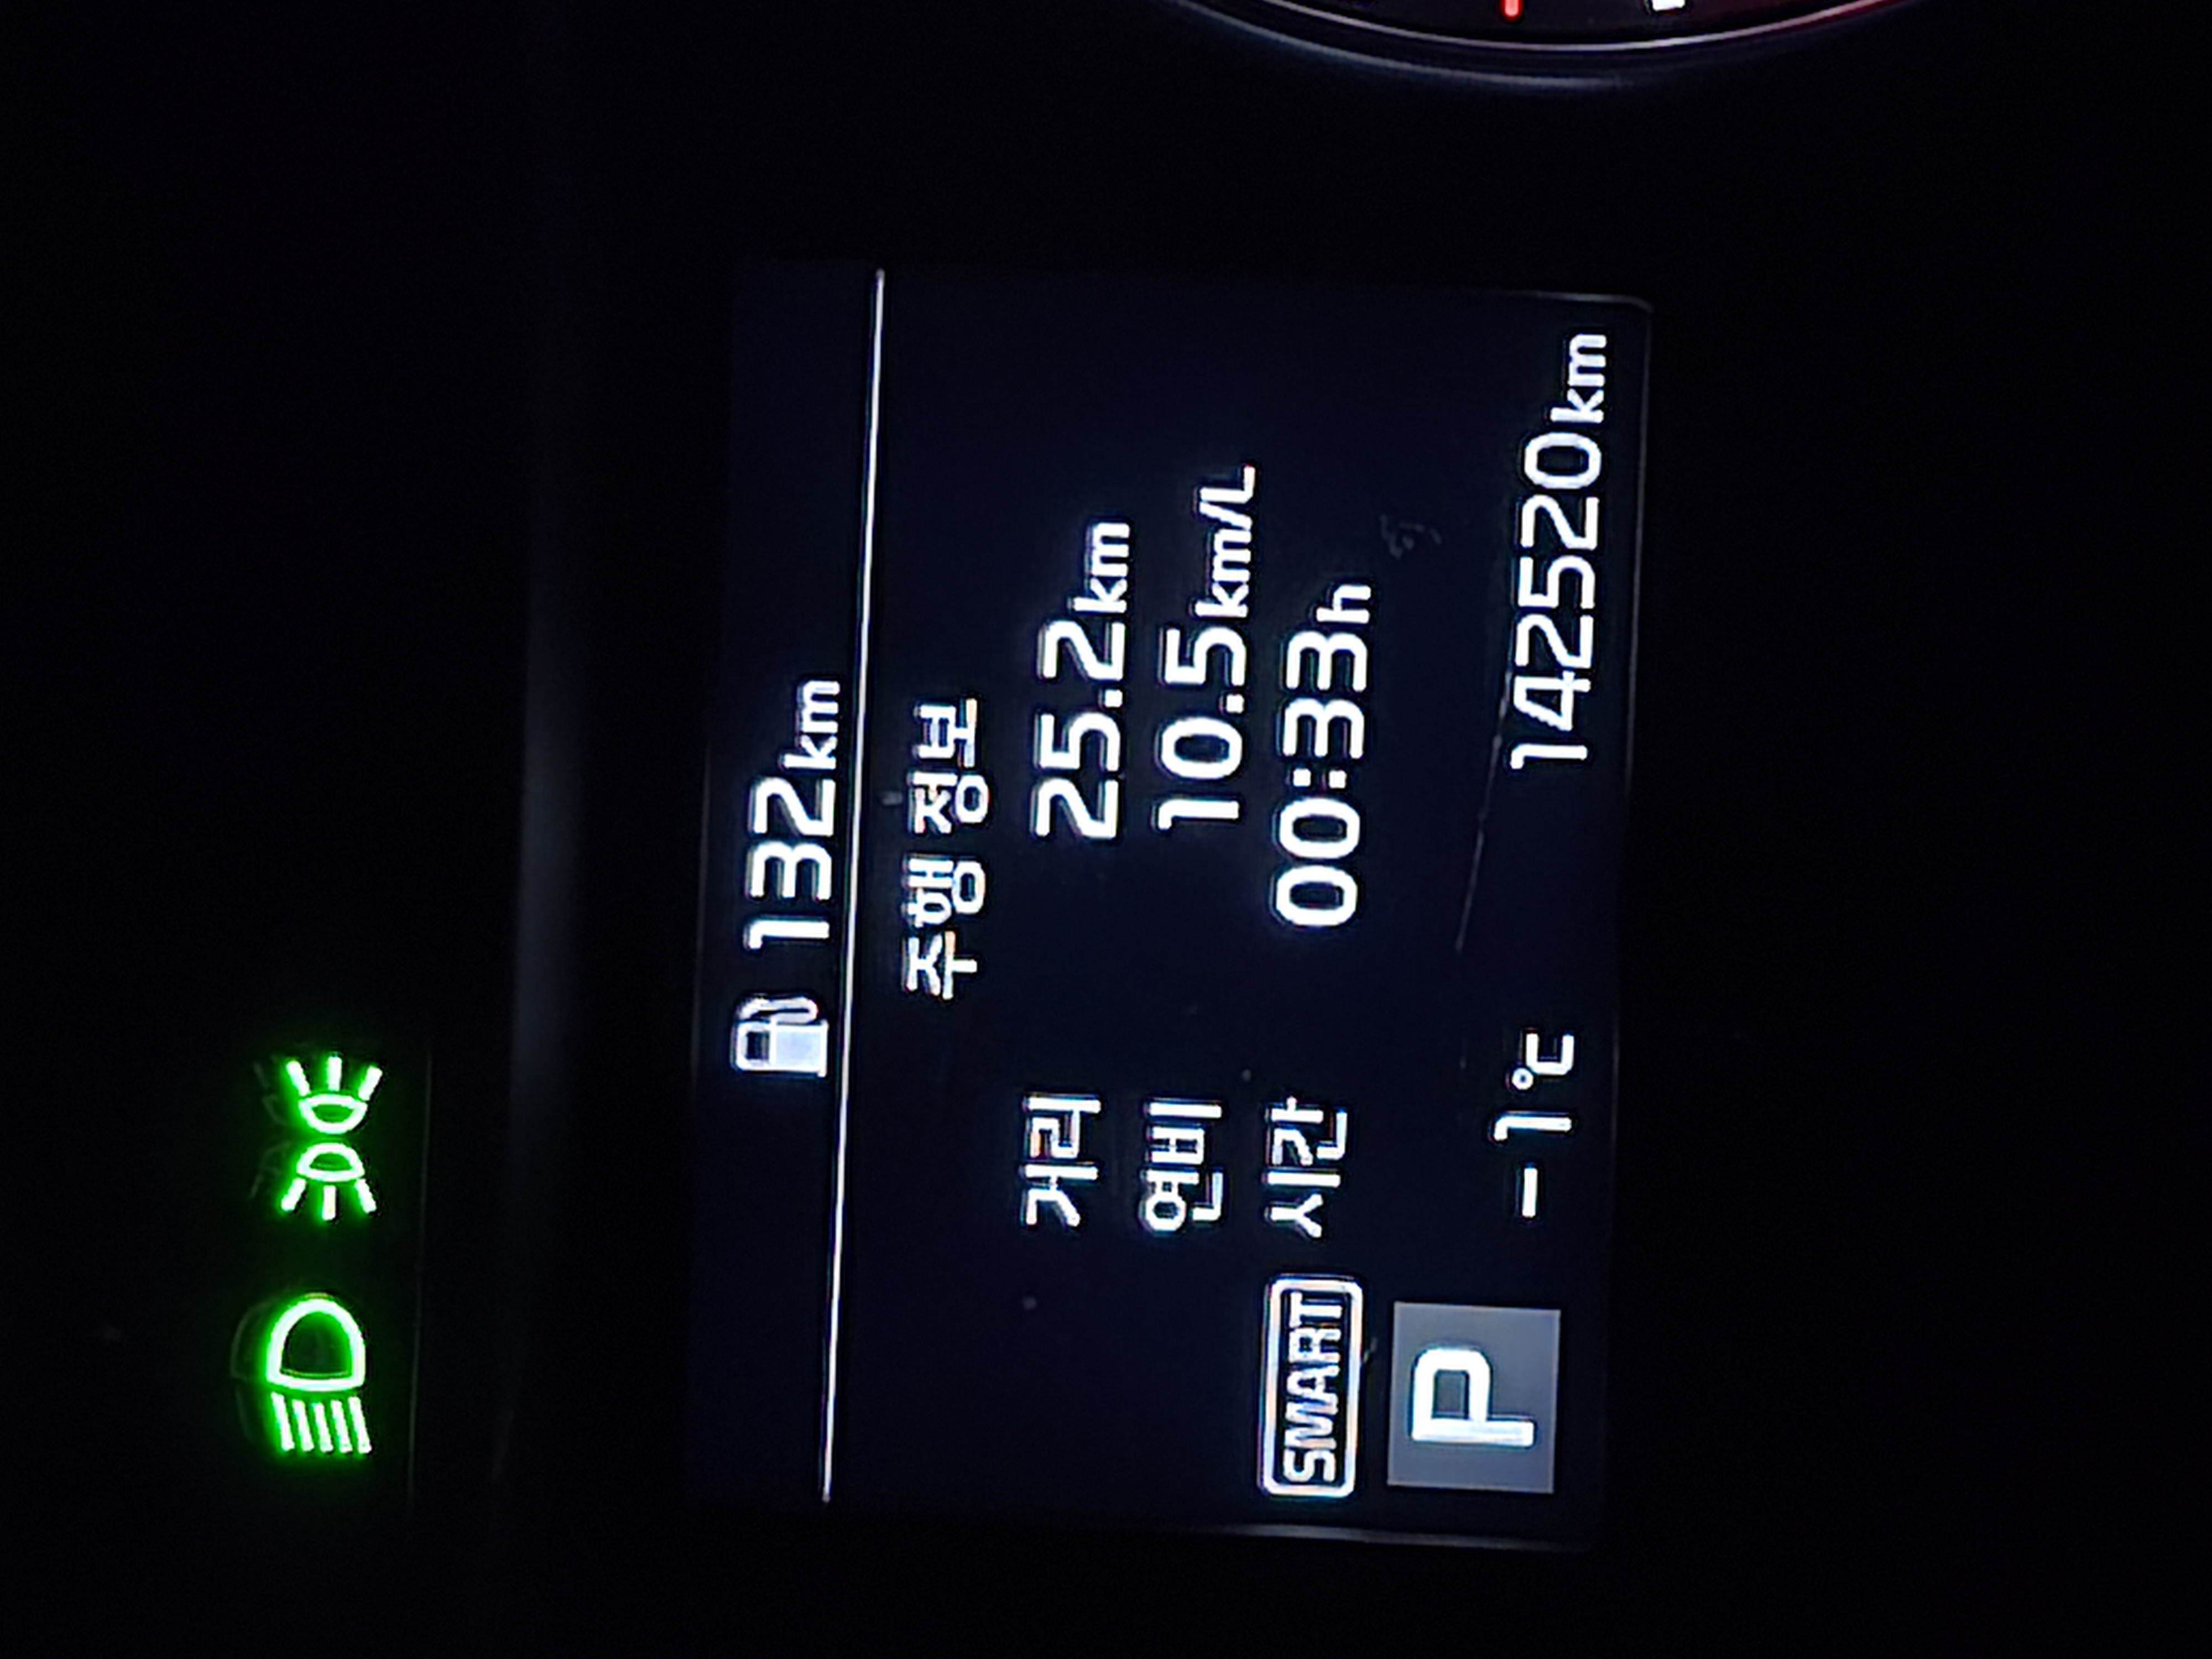 132km
주행 정보
거리 25.2km
연비 10.5km/L
시간 00:33h
SMART
P -1°C 142520km